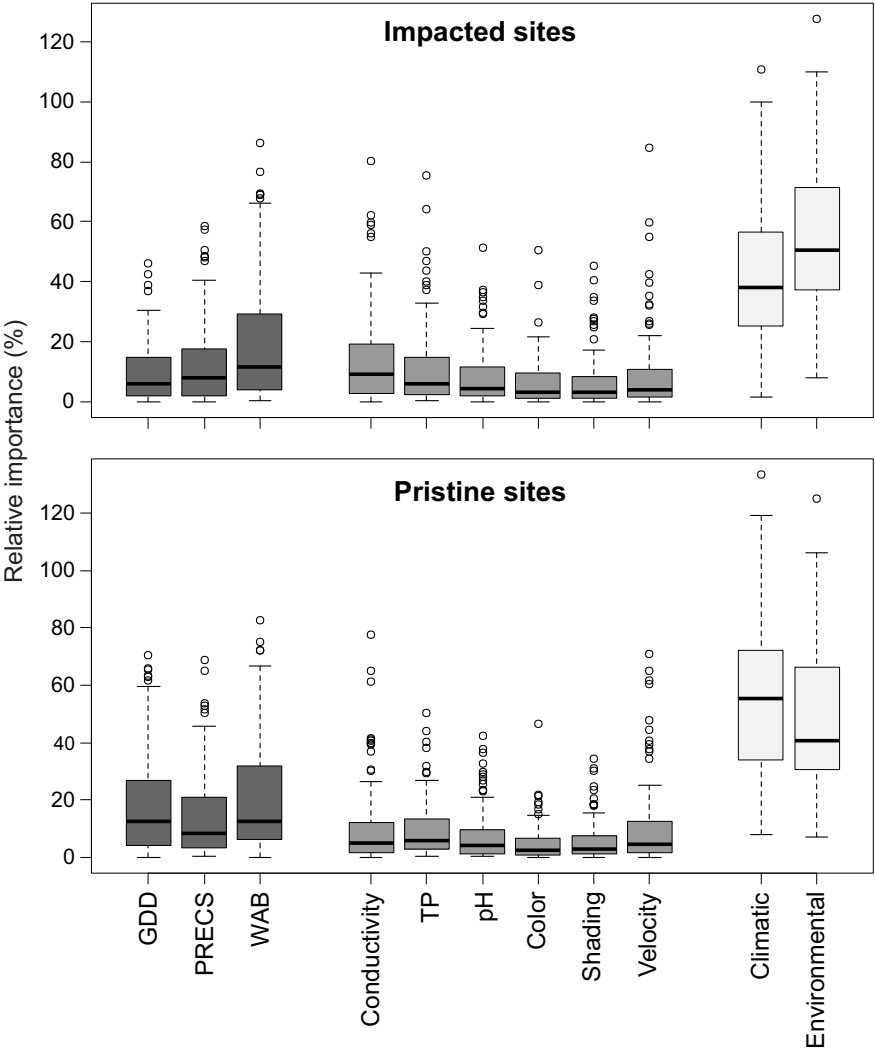 Impacted sites
120
100
80
60
40
20
0
Relative importance (%)
Pristine sites
120
100
80
60
40
20
0
GDD
PRECS
WAB
Conductivity
TP
pH
Color
Shading
Velocity
Climatic
Environmental